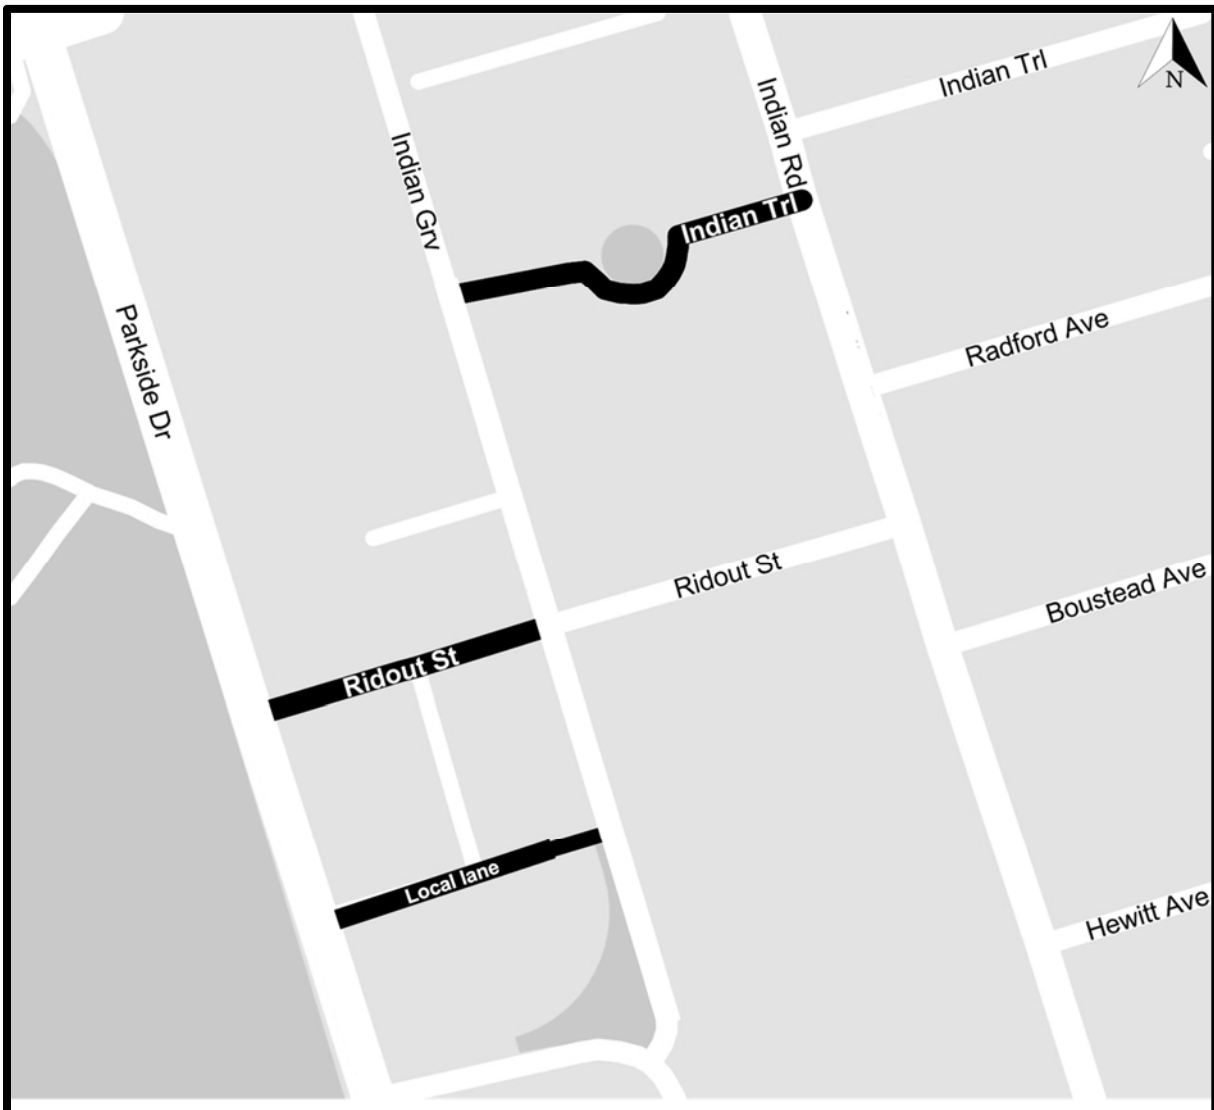 Indian Trl
N
Indian Rd
Indian Grv
Indian Trl
Parkside Dr
Radford Ave
Ridout St
Boustead Ave
Ridout St
Local lane
Hewitt Ave